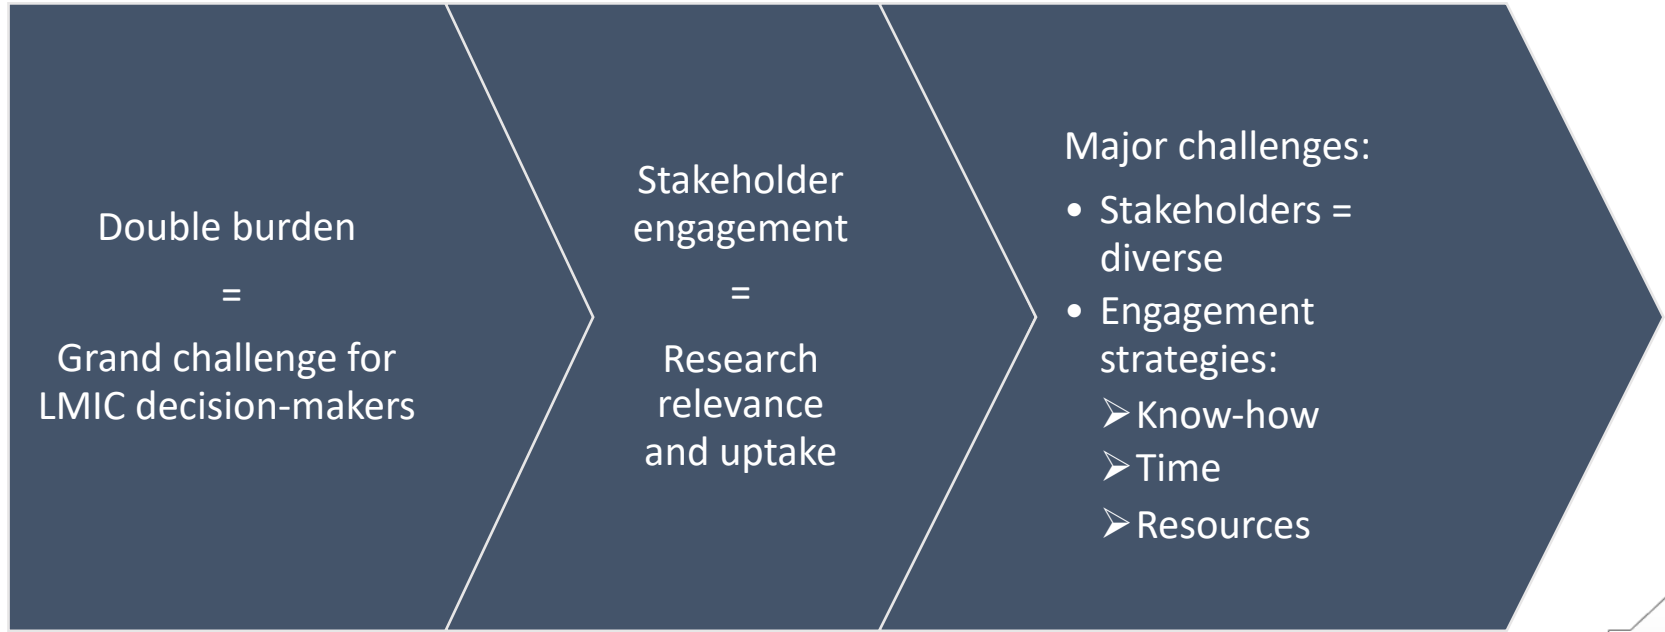 Double burden
=
Grand challenge for
LMIC decision-makers
Stakeholder
engagement
=
Research
relevance
and uptake
Major challenges:
• Stakeholders =
diverse
• Engagement
strategies:
➢ Know-how
➢ Time
➢ Resources